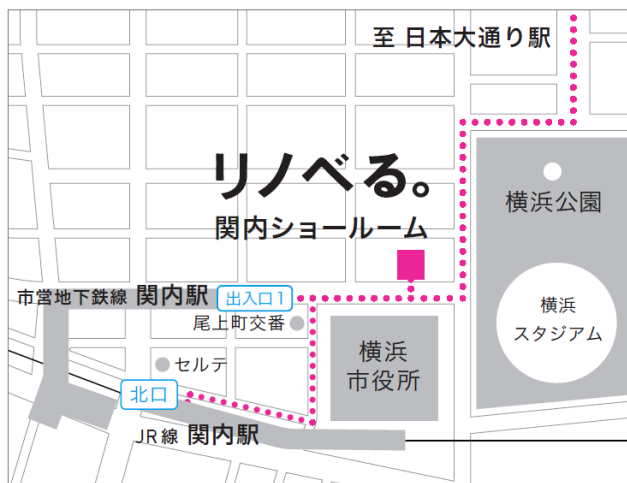 至 日本大通り駅
リノベる。
関内ショールーム
横浜公園
市営地下鉄線 関内駅 出入口1
尾上町交番
横浜
スタジアム
セルテ
横浜
市役所
北口
JR線 関内駅